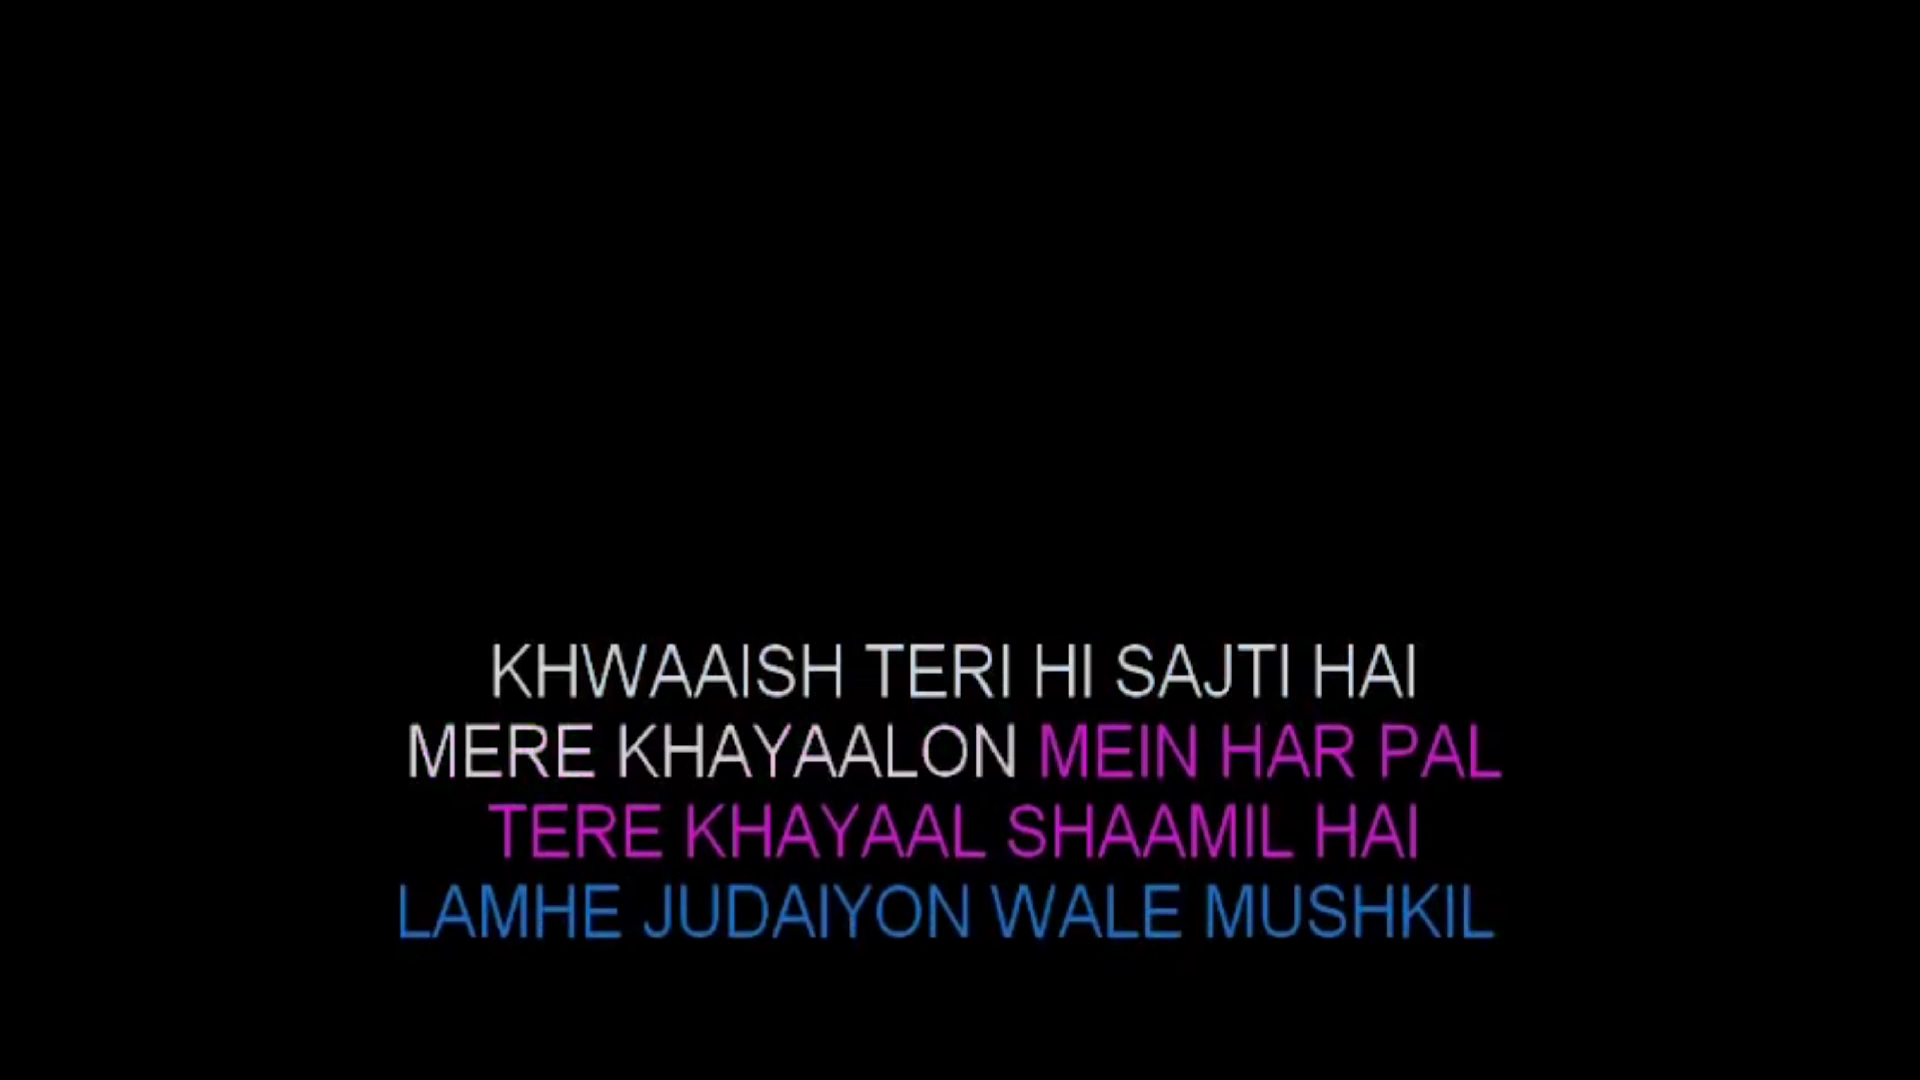 KHWAAISH TERI HI SAJTI HAI
MERE KHAYAALON MEIN HAR PAL
TERE KHAYAAL SHAAMIL HAI
LAMHE JUDAIYON WALE MUSHKIL